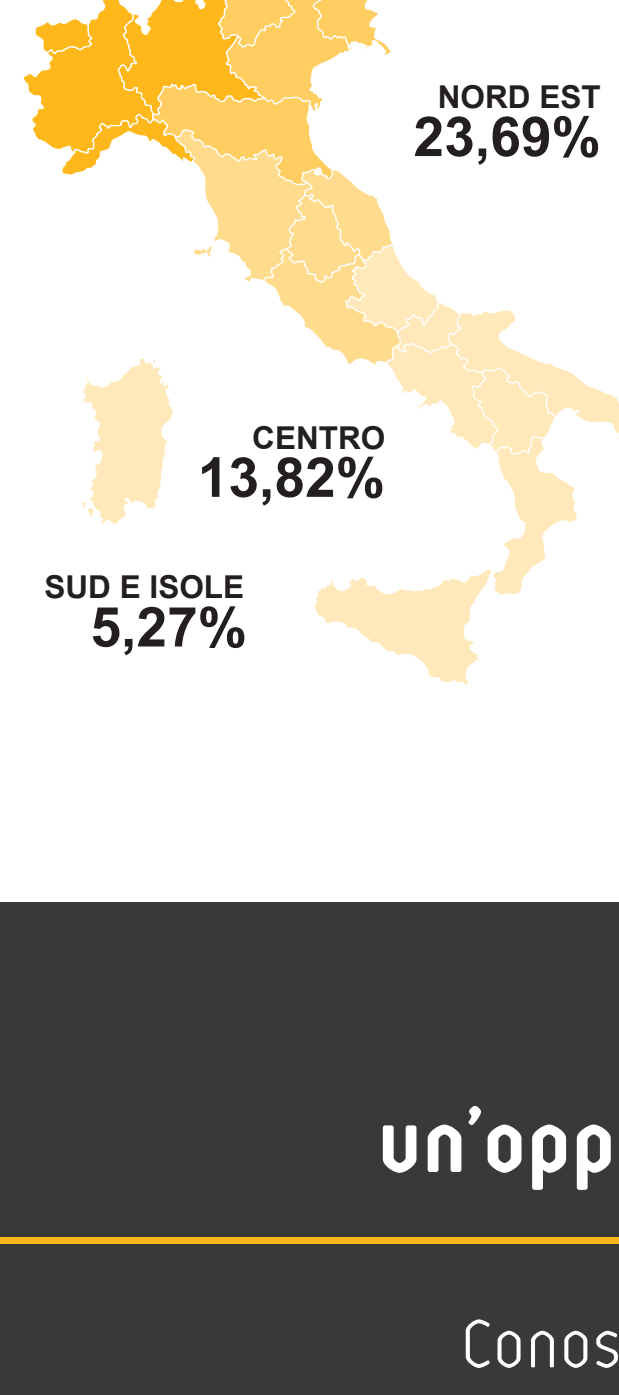 NORD EST
23,69%
CENTRO
13,82%
SUD E ISOLE
5,27%
un'opp
Conos